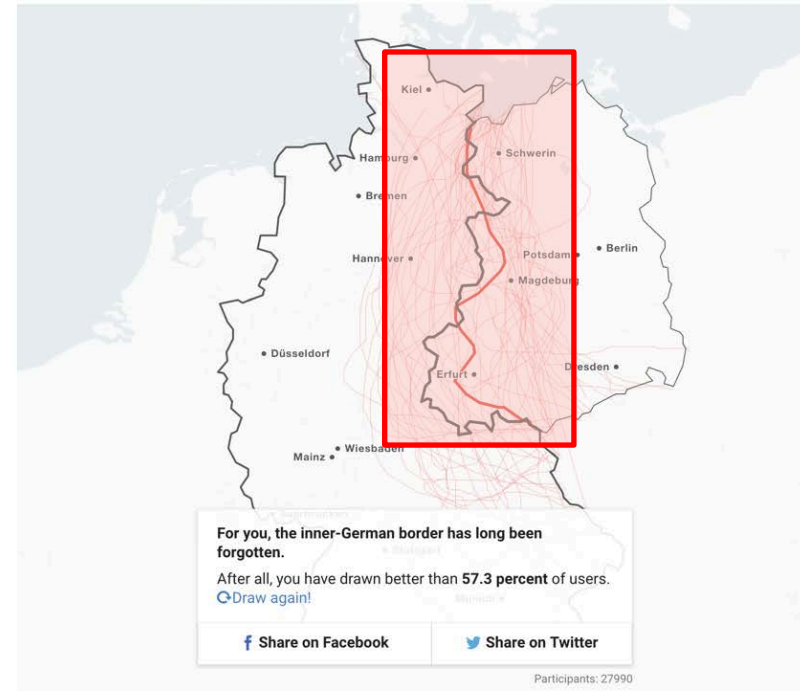 Kiel
Schwerin
Hamburg
Bremen
Berlin
Potsdam
Hannover
Magdeburg
Düsseldorf
Dresden
Erfurt
Wiesbaden
Mainz
For you, the inner-German border has long been
forgotten.
Stuttgart
After all, you have drawn better than 57.3 percent of users.
Draw again!
Share on Facebook
Share on Twitter
Participants: 27990